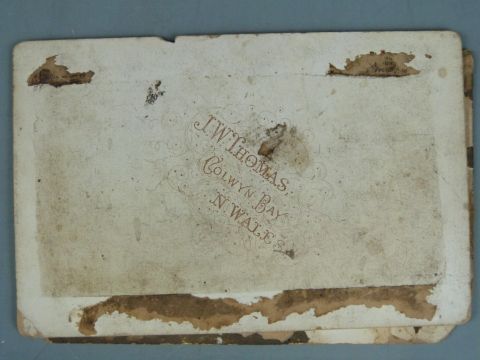 J. W. THOMAS,
COLWYN BAY
N. WALES.